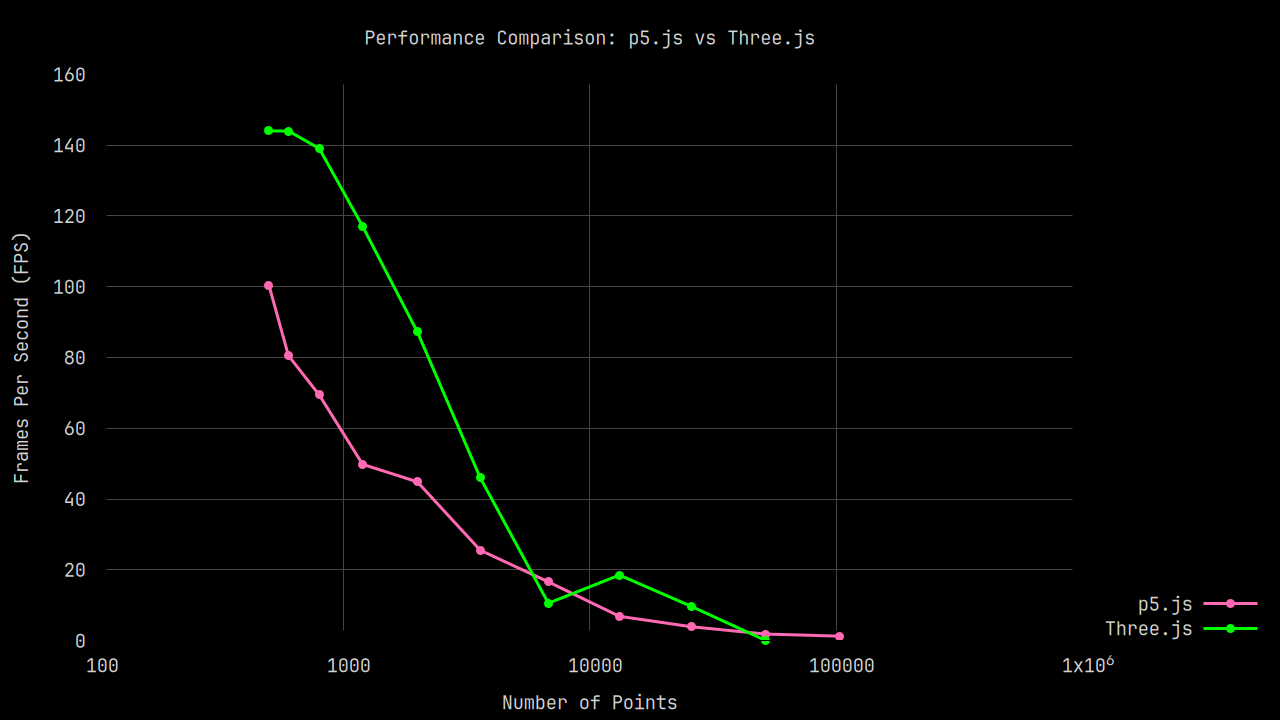 Performance Comparison: p5.js vs Three.js
160
140
120
100
80
60
40
20
0
Frames Per Second (FPS)
100
1000
10000
100000
1x10⁶
Number of Points
p5.js
Three.js